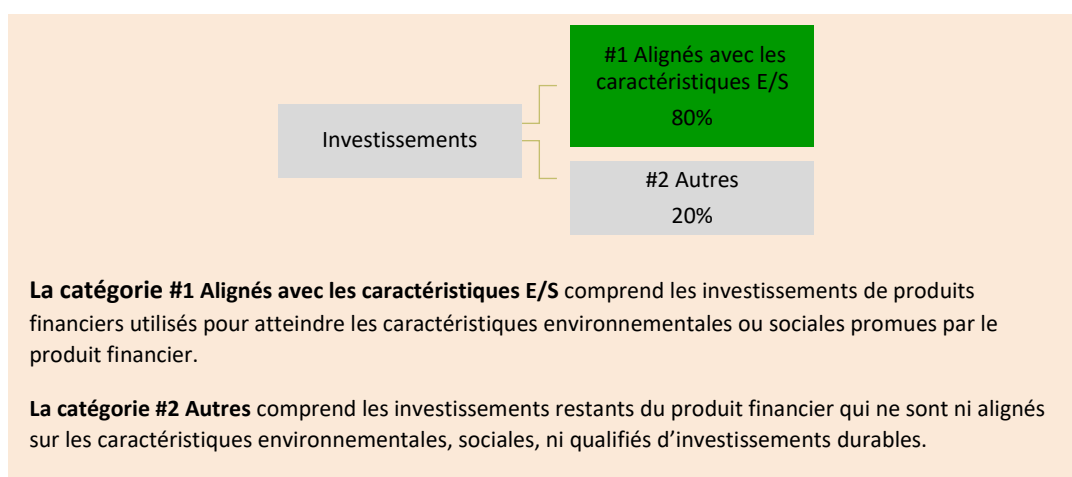 #1 Alignés avec les
caractéristiques E/S
80%
Investissements
#2 Autres
20%
La catégorie #1 Alignés avec les caractéristiques E/S comprend les investissements de produits
financiers utilisés pour atteindre les caractéristiques environnementales ou sociales promues par le
produit financier.
La catégorie #2 Autres comprend les investissements restants du produit financier qui ne sont ni alignés
sur les caractéristiques environnementales, sociales, ni qualifiés d’investissements durables.